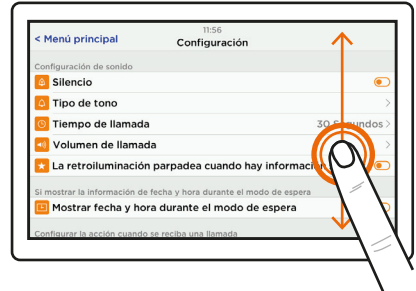 11:56
< Menú principal
Configuración
Configuración de sonido
Silencio
Tipo de tono
Tiempo de llamada 30 Segundos >
Volumen de llamada
La retroiluminación parpadea cuando hay información
Si mostrar la información de fecha y hora durante el modo de espera
Mostrar fecha y hora durante el modo de espera
Configurar la acción cuando se reciba una llamada